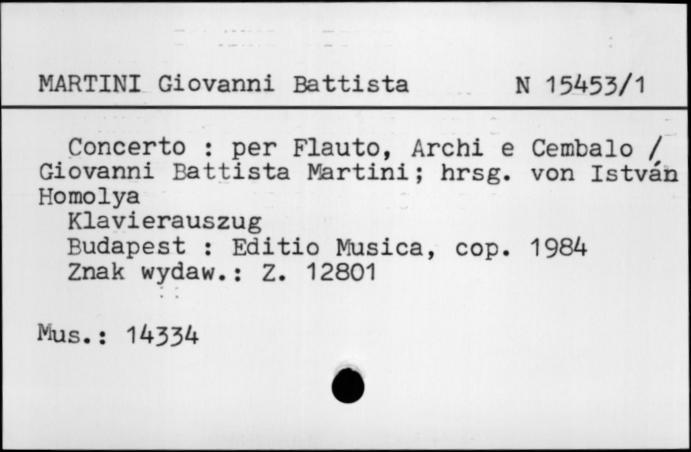 MARTINI Giovanni Battista N 15453/1
Concerto : per Flauto, Archi e Cembalo /
Giovanni Battista Martini; hrsg. von István
Homolya
Klavierauszug
Budapest : Editio Musica, cop. 1984
Znak wydaw.: Z. 12801
Mus.: 14334